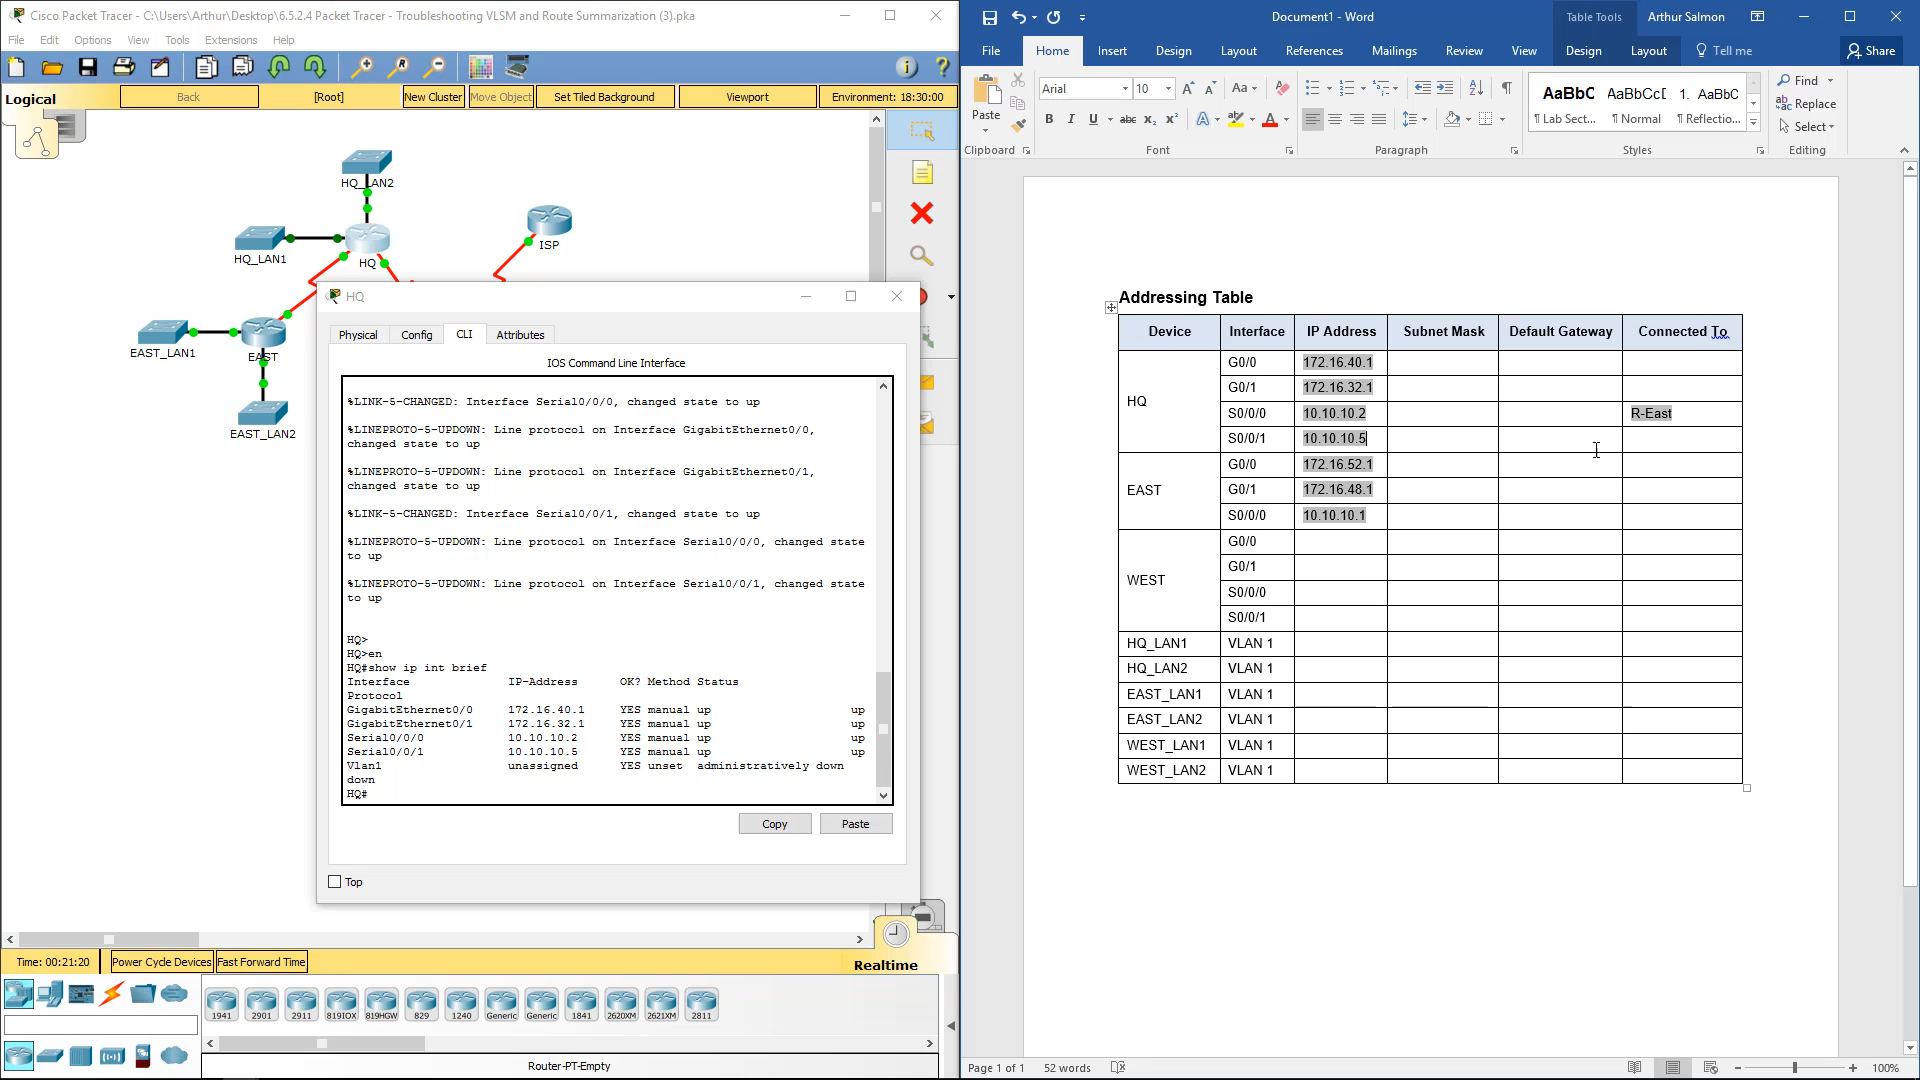 Cisco Packet Tracer - C:\Users\Arthur\Desktop\6.5.2.4 Packet Tracer - Troubleshooting VLSM and Route Summarization (3).pka
File Edit Options View Tools Extensions Help
Logical
Back
[Root]
New Cluster
Move Object
Set Tiled Background
Viewport
Environment: 18:30:00
HQ_LAN2
HQ_LAN1
HQ
ISP
EAST_LAN1
EAST
EAST_LAN2
HQ
Physical Config CLI Attributes
IOS Command Line Interface
%LINK-5-CHANGED: Interface Serial0/0/0, changed state to up
%LINEPROTO-5-UPDOWN: Line protocol on Interface GigabitEthernet0/0,
changed state to up
%LINEPROTO-5-UPDOWN: Line protocol on Interface GigabitEthernet0/1,
changed state to up
%LINK-5-CHANGED: Interface Serial0/0/1, changed state to up
%LINEPROTO-5-UPDOWN: Line protocol on Interface Serial0/0/0, changed state
to up
%LINEPROTO-5-UPDOWN: Line protocol on Interface Serial0/0/1, changed state
to up
HQ>
HQ>en
HQ#show ip int brief
Interface IP-Address OK? Method Status
Protocol
GigabitEthernet0/0 172.16.40.1 YES manual up up
GigabitEthernet0/1 172.16.32.1 YES manual up up
Serial0/0/0 10.10.10.2 YES manual up up
Serial0/0/1 10.10.10.5 YES manual up up
Vlan1 unassigned YES unset administratively down
down
HQ#
Copy Paste
Top
Time: 00:21:20
Power Cycle Devices
Fast Forward Time
Realtime
1941 2901 2911 819IOX 819HGW 829 1240 Generic Generic 1841 2620XM 2621XM 2811
Router-PT-Empty
Document1 - Word
Table Tools
Arthur Salmon
File Home Insert Design Layout References Mailings Review View Design Layout Tell me Share
Paste
Clipboard
Arial 10
Font
Paragraph
AaBbC AaBbCcD 1. AaBbC
¶ Lab Sect... ¶ Normal ¶ Reflectio...
Styles
Find
Replace
Select
Editing
Addressing Table
Device Interface IP Address Subnet Mask Default Gateway Connected To
HQ G0/0 172.16.40.1
G0/1 172.16.32.1
S0/0/0 10.10.10.2 R-East
S0/0/1 10.10.10.5
EAST G0/0 172.16.52.1
G0/1 172.16.48.1
S0/0/0 10.10.10.1
WEST G0/0
G0/1
S0/0/0
S0/0/1
HQ_LAN1 VLAN 1
HQ_LAN2 VLAN 1
EAST_LAN1 VLAN 1
EAST_LAN2 VLAN 1
WEST_LAN1 VLAN 1
WEST_LAN2 VLAN 1
Page 1 of 1 52 words
100%